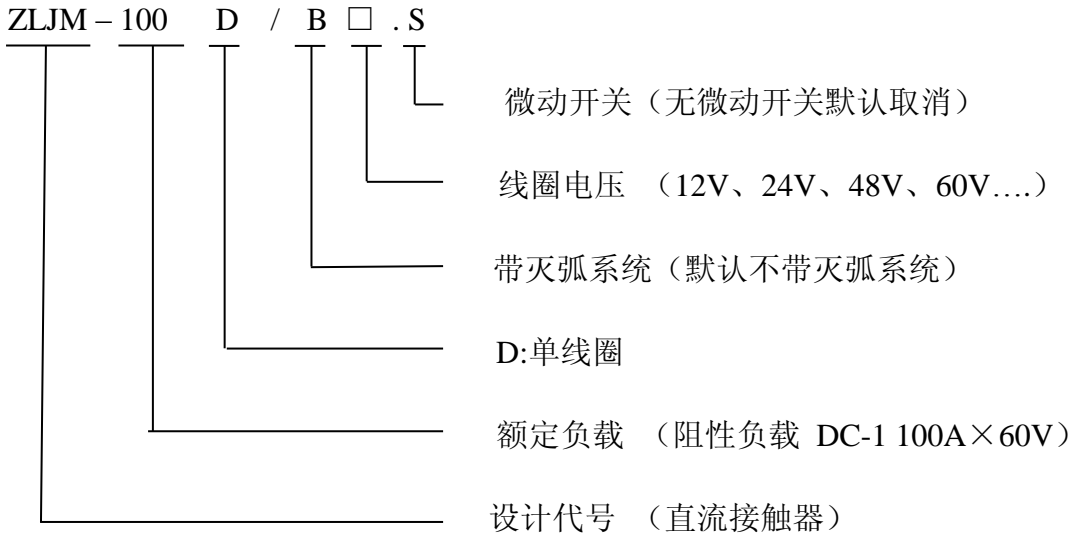 ZLJM – 100 D / B □ . S
微动开关（无微动开关默认取消）
线圈电压 （12V、24V、48V、60V….）
带灭弧系统（默认不带灭弧系统）
D:单线圈
额定负载 （阻性负载 DC-1 100A×60V）
设计代号 （直流接触器）